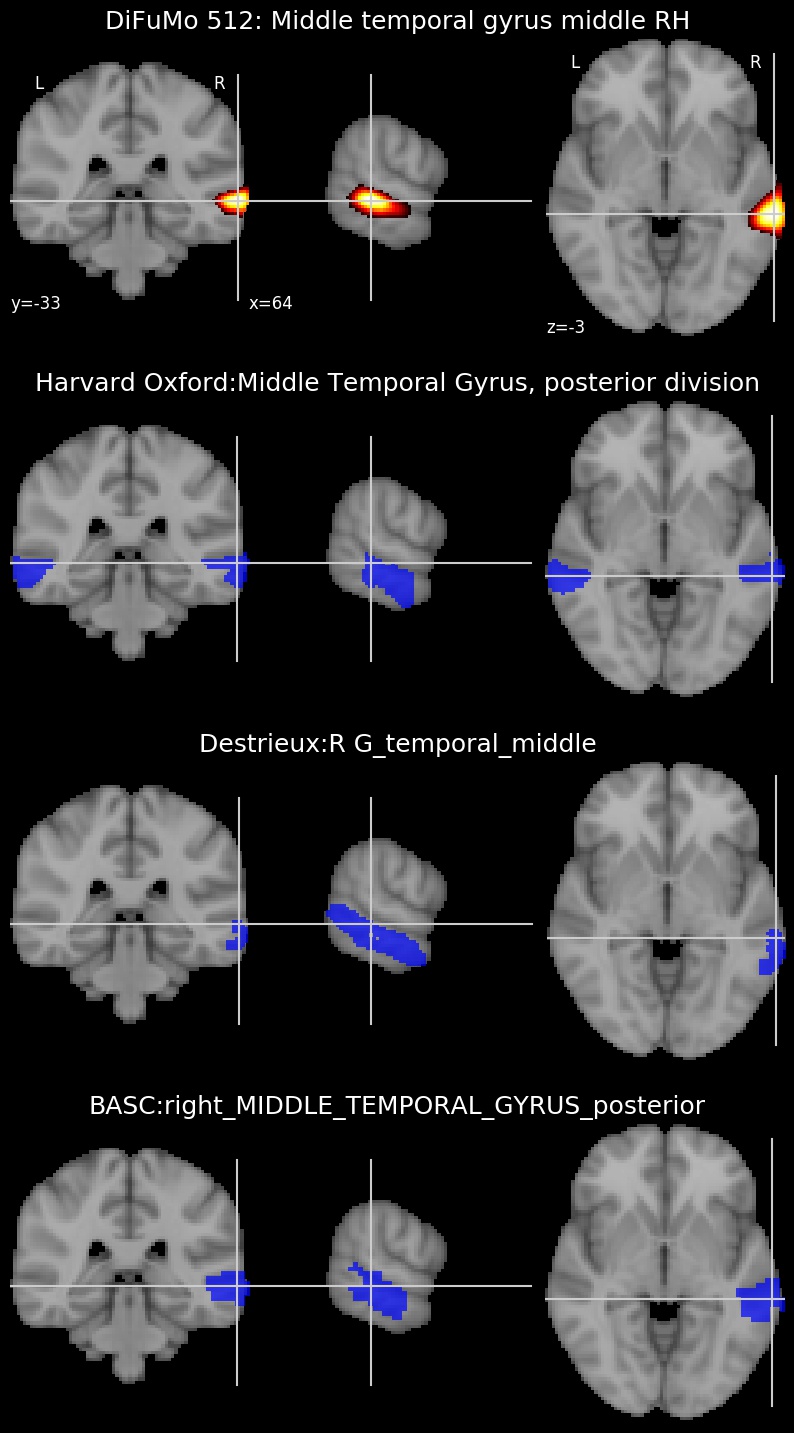 DiFuMo 512: Middle temporal gyrus middle RH
L R L R
y=-33 x=64 z=-3
Harvard Oxford:Middle Temporal Gyrus, posterior division
Destrieux:R G_temporal_middle
BASC:right_MIDDLE_TEMPORAL_GYRUS_posterior